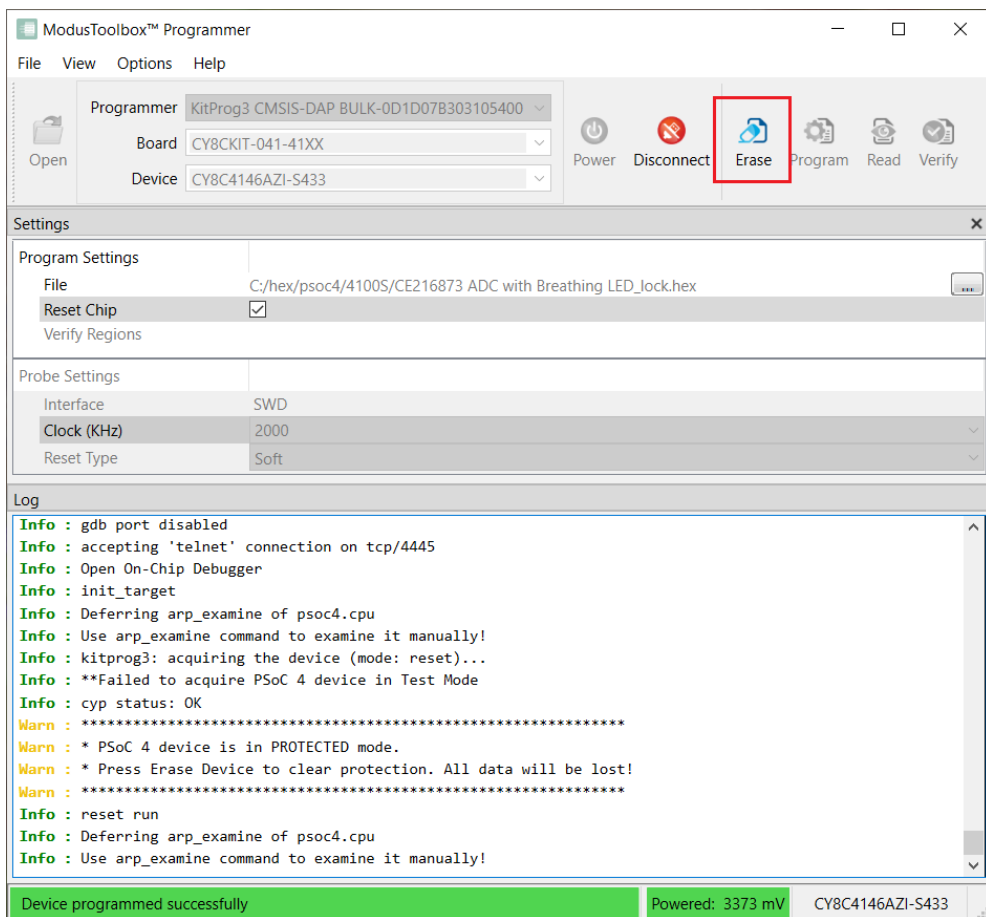 ModusToolbox™ Programmer
File View Options Help
Open
Programmer KitProg3 CMSIS-DAP BULK-0D1D07B303105400
Board CY8CKIT-041-41XX
Device CY8C4146AZI-S433
Power Disconnect Erase Program Read Verify
Settings
Program Settings
File C:/hex/psoc4/4100S/CE216873 ADC with Breathing LED_lock.hex ...
Reset Chip
Verify Regions
Probe Settings
Interface SWD
Clock (KHz) 2000
Reset Type Soft
Log
Info : gdb port disabled
Info : accepting 'telnet' connection on tcp/4445
Info : Open On-Chip Debugger
Info : init_target
Info : Deferring arp_examine of psoc4.cpu
Info : Use arp_examine command to examine it manually!
Info : kitprog3: acquiring the device (mode: reset)...
Info : **Failed to acquire PSoC 4 device in Test Mode
Info : cyp status: OK
Warn : ***************************************************************
Warn : * PSoC 4 device is in PROTECTED mode.
Warn : * Press Erase Device to clear protection. All data will be lost!
Warn : ***************************************************************
Info : reset run
Info : Deferring arp_examine of psoc4.cpu
Info : Use arp_examine command to examine it manually!
Device programmed successfully Powered: 3373 mV CY8C4146AZI-S433